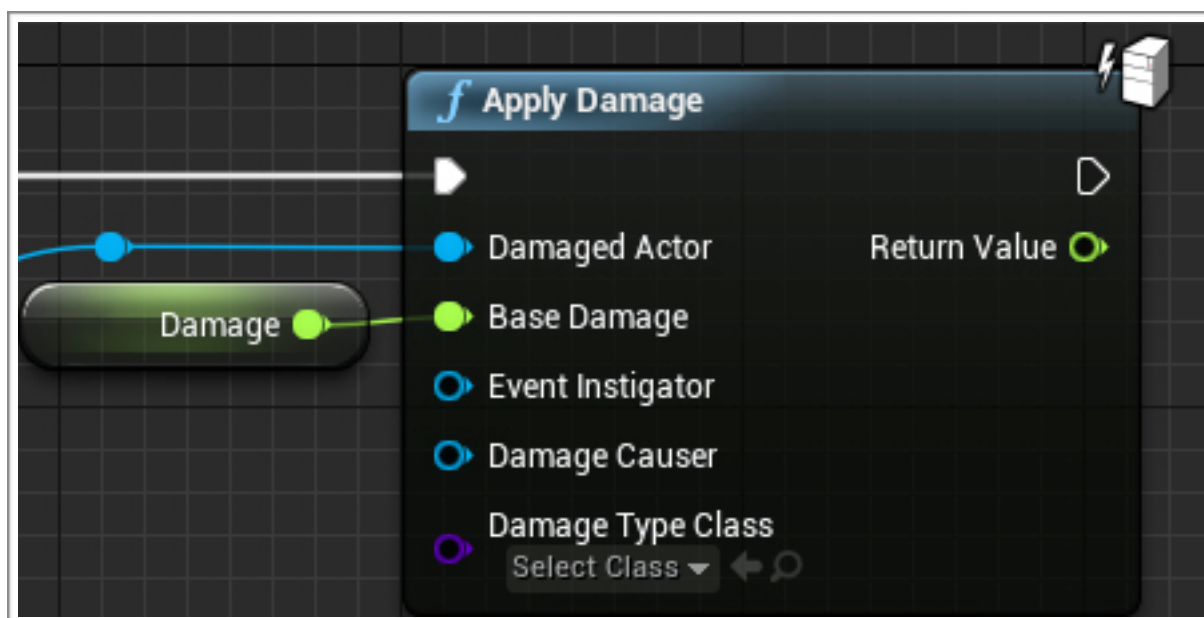 f Apply Damage
Damaged Actor Return Value
Damage
Base Damage
Event Instigator
Damage Causer
Damage Type Class
Select Class